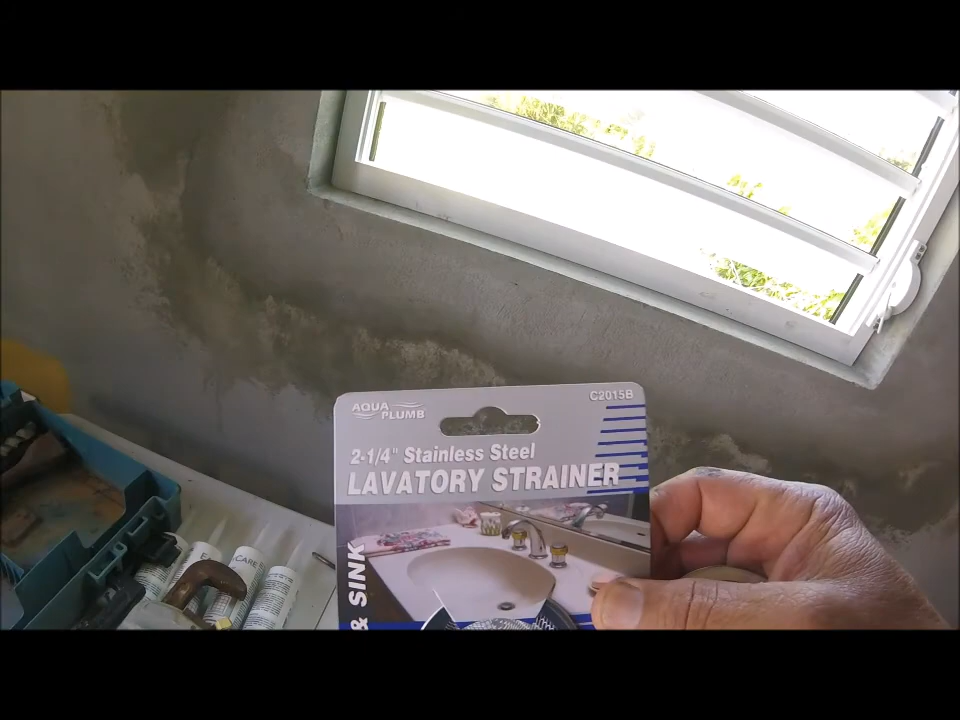 AQUA
PLUMB
C2015B
2-1/4" Stainless Steel
LAVATORY STRAINER
& SINK